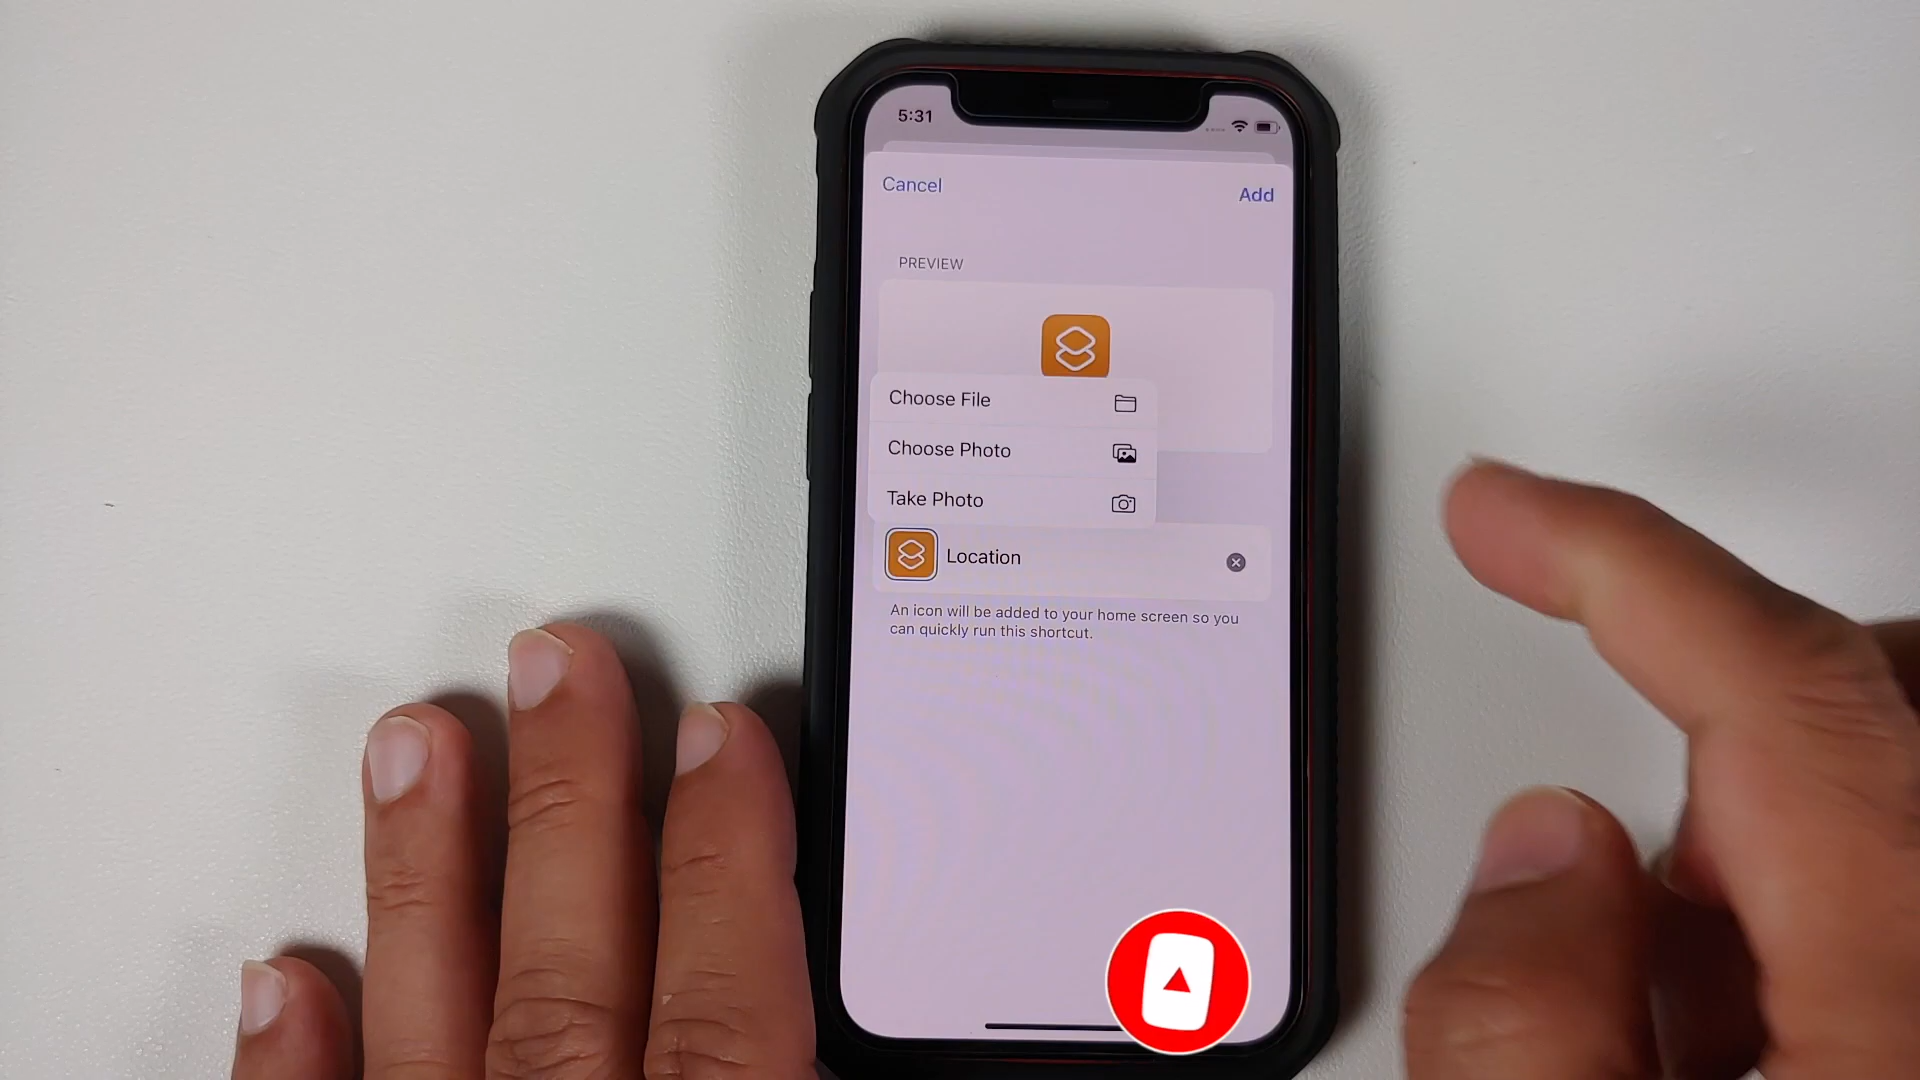 5:31
Cancel
Add
PREVIEW
Choose File
Choose Photo
Take Photo
Location
An icon will be added to your home screen so you
can quickly run this shortcut.